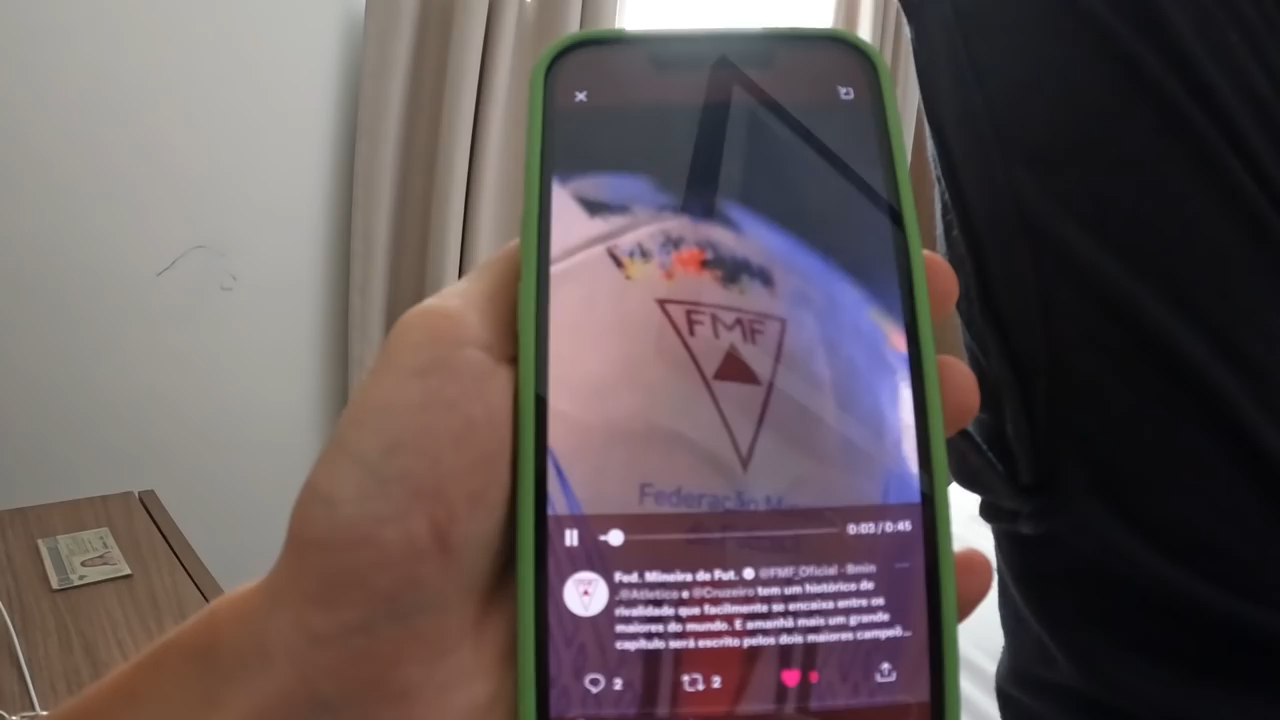 FMF
Federação M
0:03 / 0:45
Fed. Mineira de Fut. @FMF_Oficial · 8min
.@Atletico e @Cruzeiro tem um histórico de
rivalidade que facilmente se encaixa entre os
maiores do mundo. E amanhã mais um grande
capítulo será escrito pelos dois maiores campeõ...
2
2